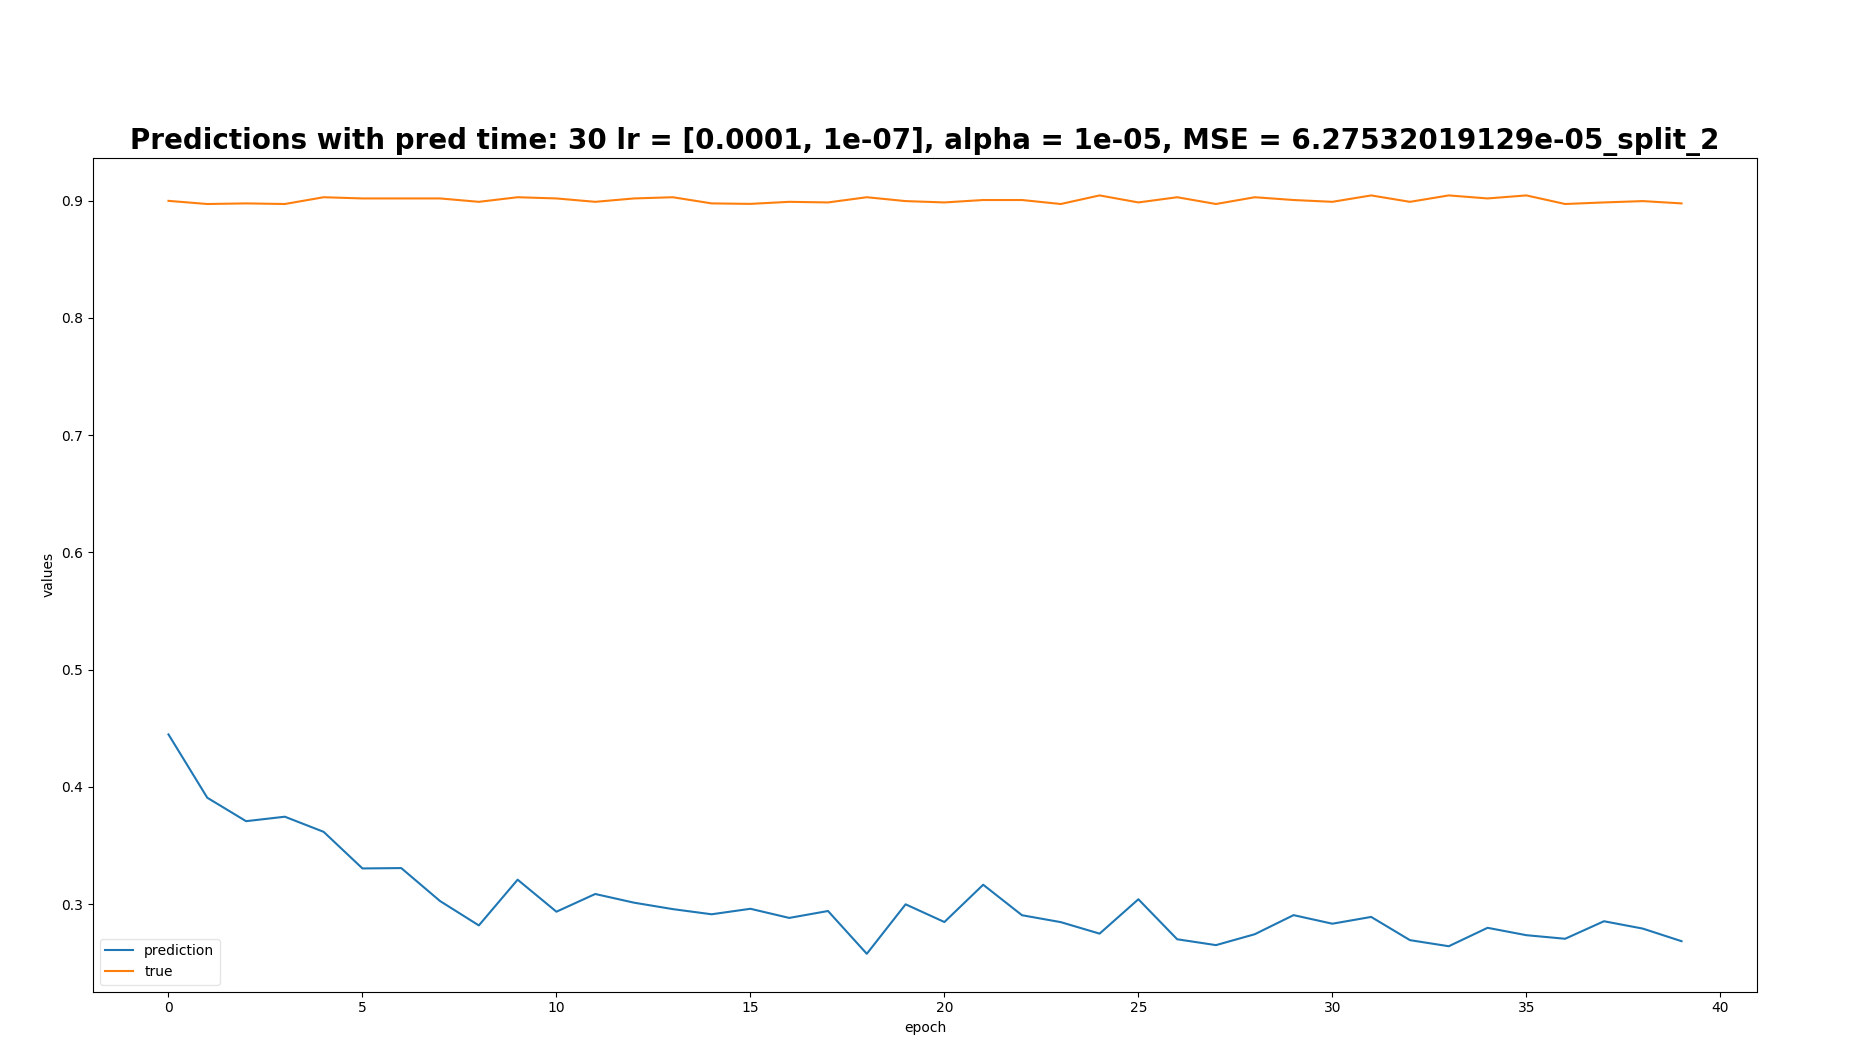 Predictions with pred time: 30 lr = [0.0001, 1e-07], alpha = 1e-05, MSE = 6.27532019129e-05_split_2
0.9
0.8
0.7
0.6
0.5
0.4
0.3
values
prediction
true
0 5 10 15 20 25 30 35 40
epoch